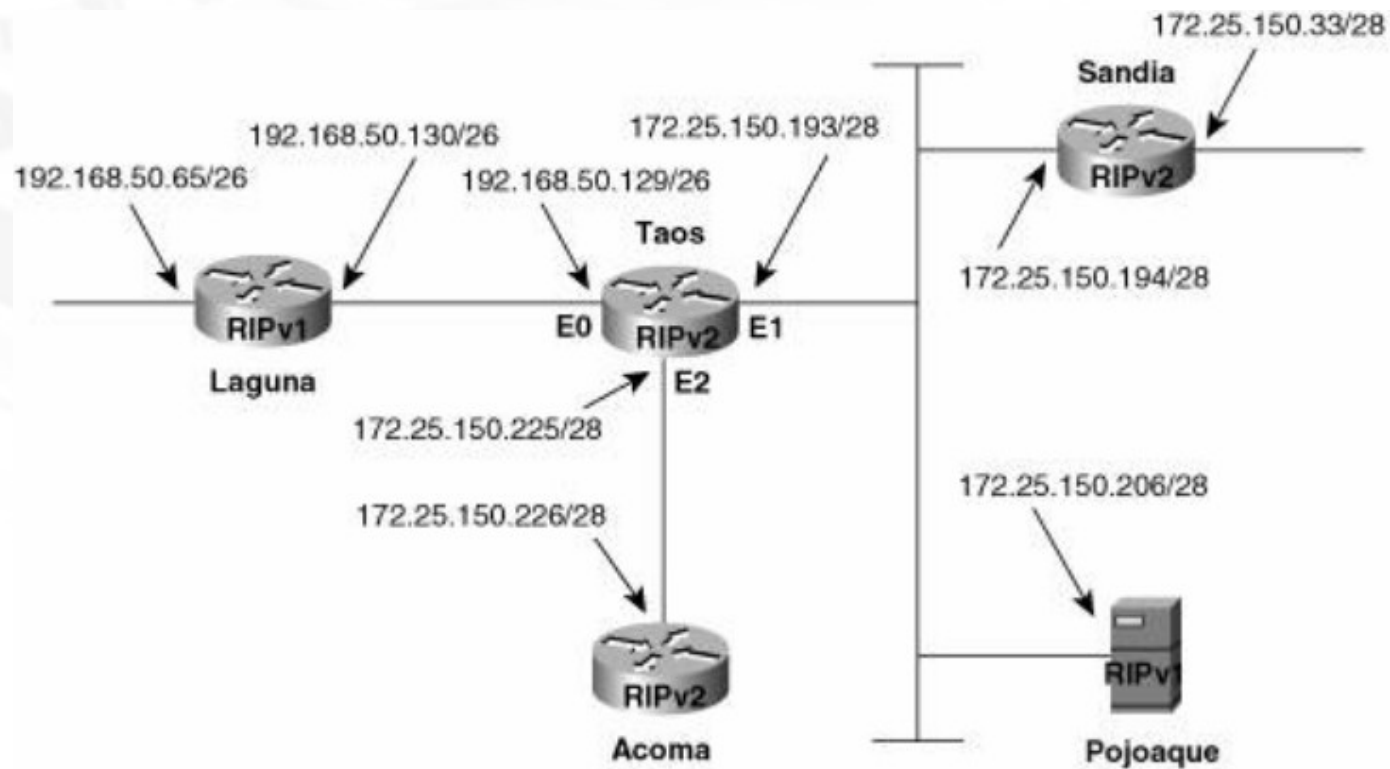 172.25.150.33/28
Sandia
192.168.50.130/26
172.25.150.193/28
192.168.50.65/26
192.168.50.129/26
RIPv2
Taos
172.25.150.194/28
RIPv1
E0
RIPv2
E1
Laguna
E2
172.25.150.225/28
172.25.150.206/28
172.25.150.226/28
RIPv2
RIPv1
Acoma
Pojoaque